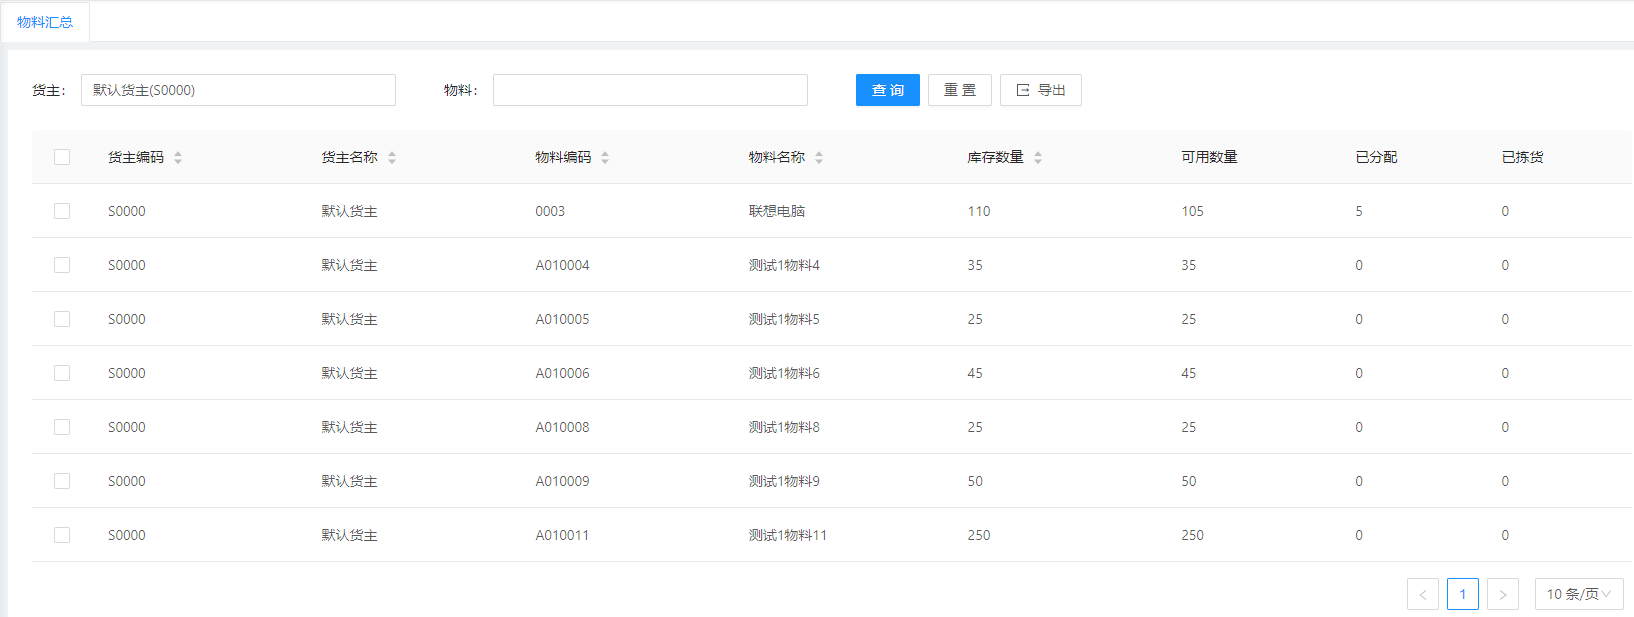 物料汇总
货主： 默认货主(S0000) 物料： 查 询 重 置 导出
货主编码 货主名称 物料编码 物料名称 库存数量 可用数量 已分配 已拣货
S0000 默认货主 0003 联想电脑 110 105 5 0
S0000 默认货主 A010004 测试1物料4 35 35 0 0
S0000 默认货主 A010005 测试1物料5 25 25 0 0
S0000 默认货主 A010006 测试1物料6 45 45 0 0
S0000 默认货主 A010008 测试1物料8 25 25 0 0
S0000 默认货主 A010009 测试1物料9 50 50 0 0
S0000 默认货主 A010011 测试1物料11 250 250 0 0
< 1 > 10 条/页